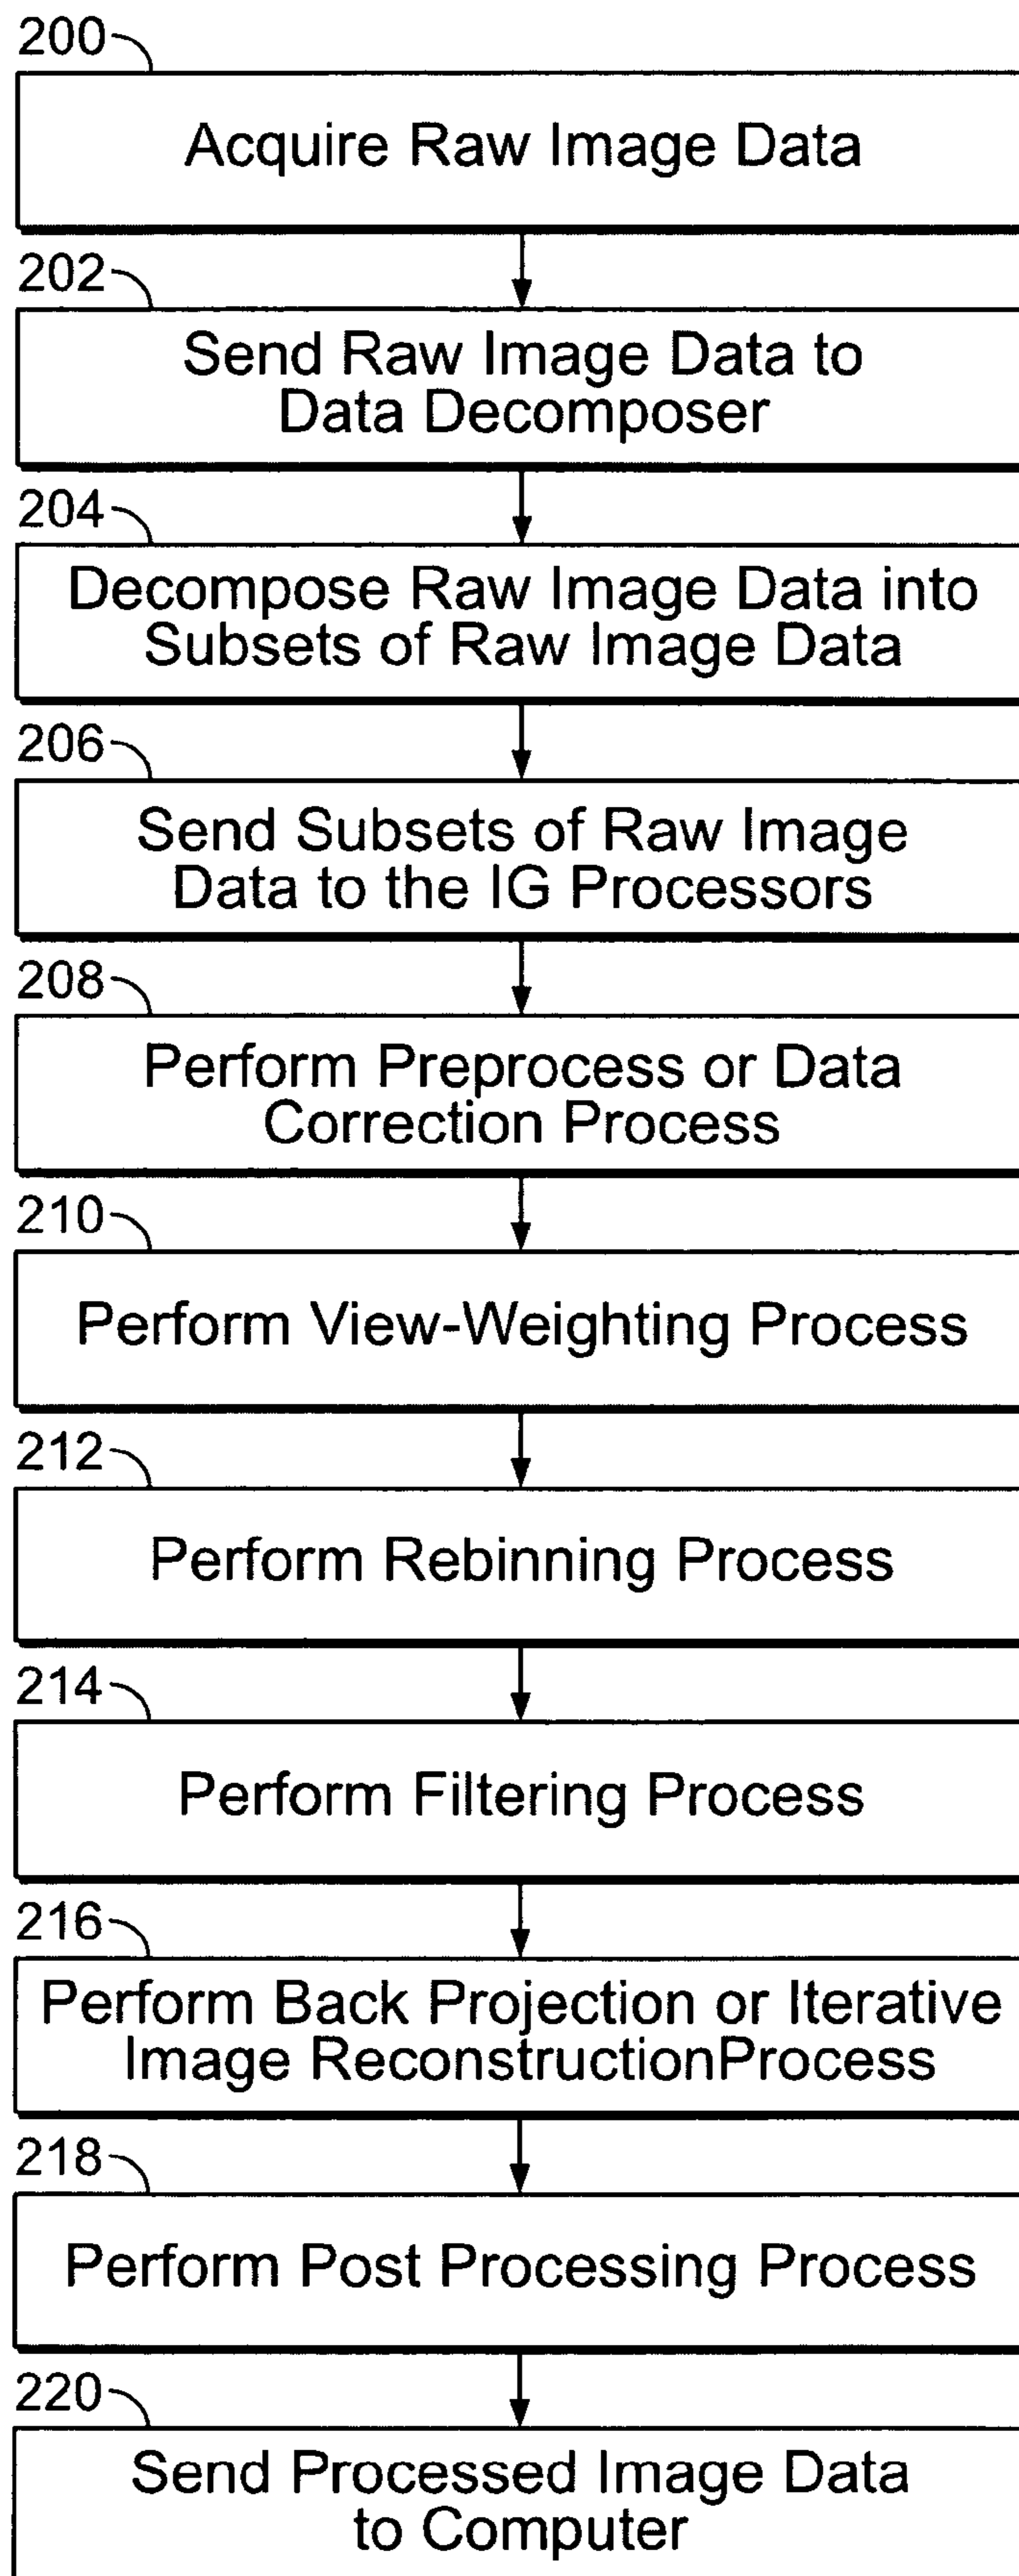 200
Acquire Raw Image Data
202
Send Raw Image Data to
Data Decomposer
204
Decompose Raw Image Data into
Subsets of Raw Image Data
206
Send Subsets of Raw Image
Data to the IG Processors
208
Perform Preprocess or Data
Correction Process
210
Perform View-Weighting Process
212
Perform Rebinning Process
214
Perform Filtering Process
216
Perform Back Projection or Iterative
Image ReconstructionProcess
218
Perform Post Processing Process
220
Send Processed Image Data
to Computer